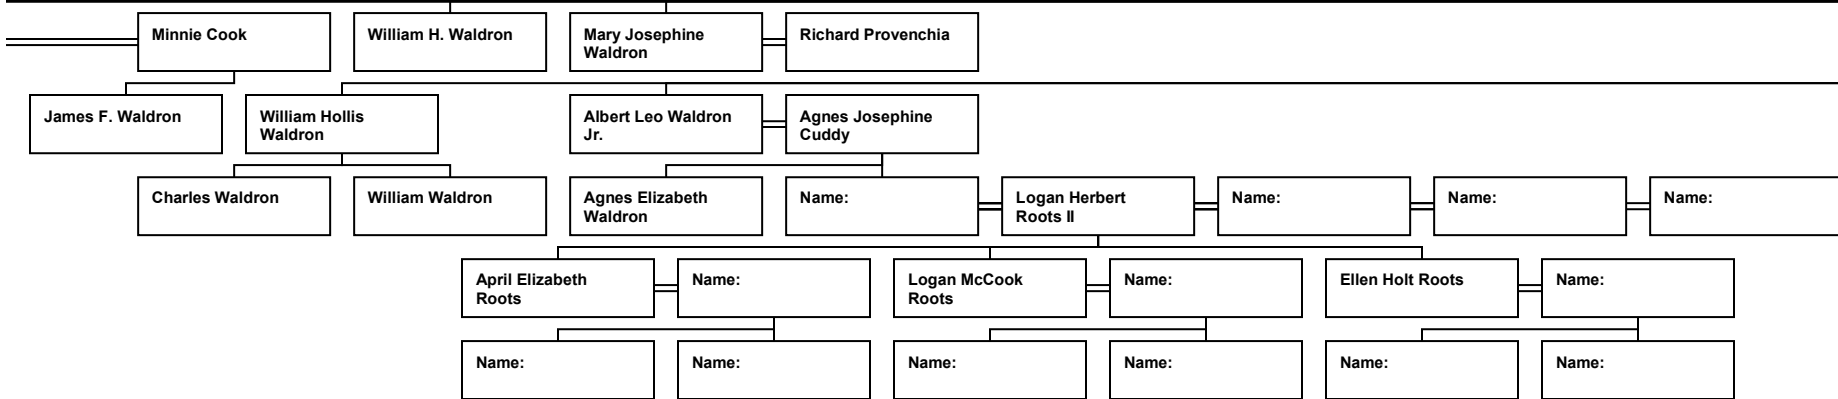 Minnie Cook
William H. Waldron
Mary Josephine
Waldron
Richard Provenchia
James F. Waldron
William Hollis
Waldron
Albert Leo Waldron
Jr.
Agnes Josephine
Cuddy
Charles Waldron
William Waldron
Agnes Elizabeth
Waldron
Name:
Logan Herbert
Roots II
Name:
Name:
Name:
April Elizabeth
Roots
Name:
Logan McCook
Roots
Name:
Ellen Holt Roots
Name:
Name:
Name:
Name:
Name:
Name:
Name: